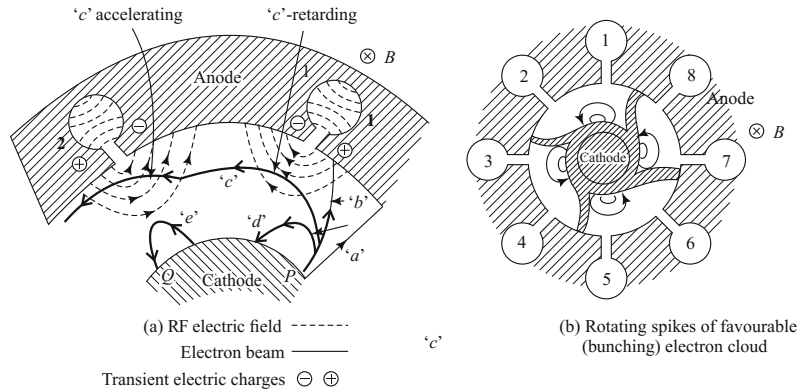 ‘c’ accelerating
‘c’-retarding
Anode
1
B
2
1
‘c’
‘b’
‘e’
‘d’
‘a’
Q
P
Cathode
(a) RF electric field
Electron beam
Transient electric charges
‘c’
(b)
1
2
8
Anode
B
3
Cathode
7
4
6
5
(b) Rotating spikes of favourable
(bunching) electron cloud